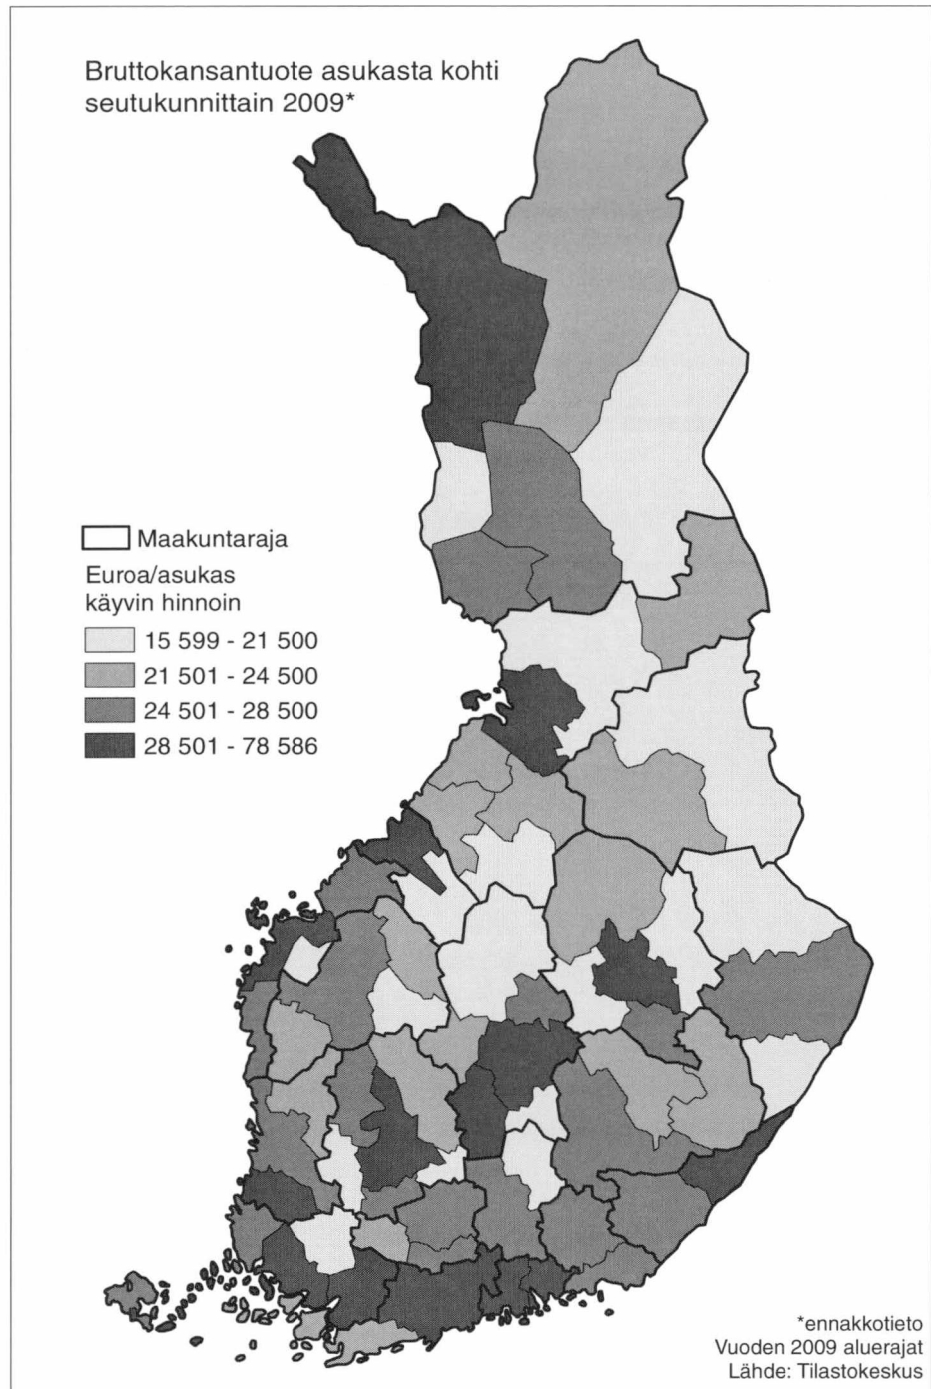 Bruttokansantuote asukasta kohti
seutukunnittain 2009*
Maakuntaraja
Euroa/asukas
käyvin hinnoin
15 599 - 21 500
21 501 - 24 500
24 501 - 28 500
28 501 - 78 586
*ennakkotieto
Vuoden 2009 aluerajat
Lähde: Tilastokeskus